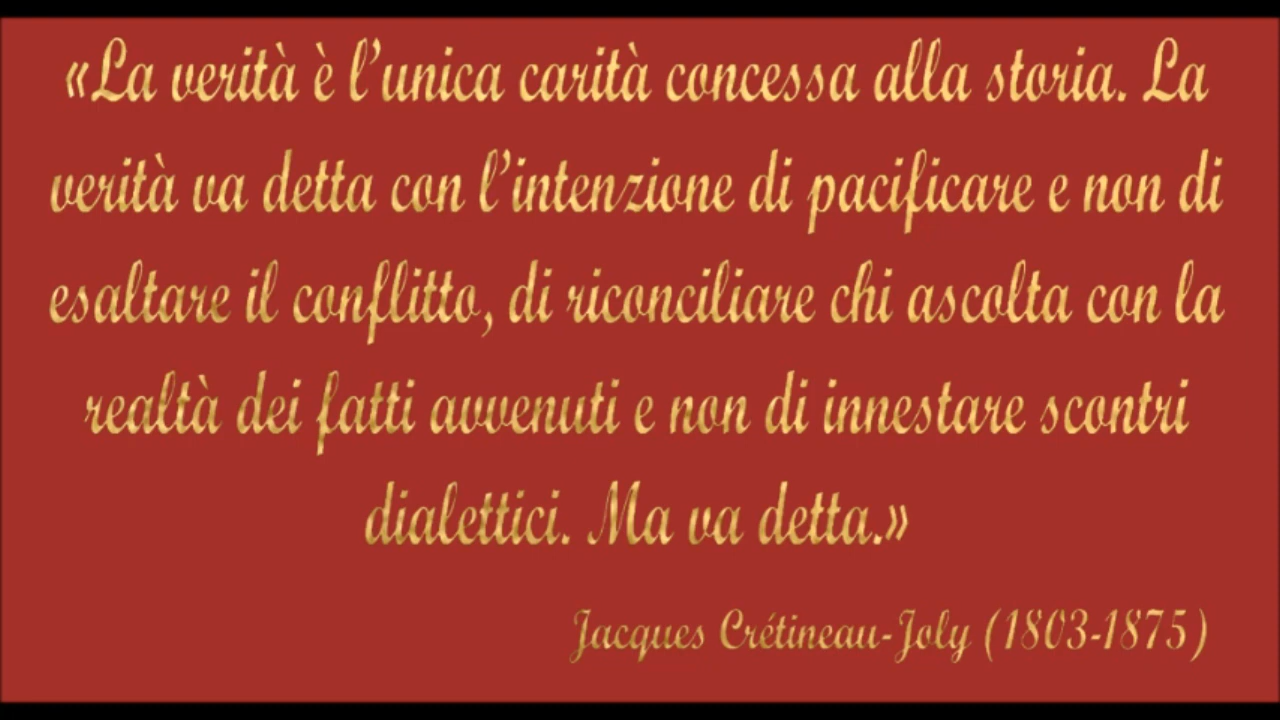 «La verità è l’unica carità concessa alla storia. La
verità va detta con l’intenzione di pacificare e non di
esaltare il conflitto, di riconciliare chi ascolta con la
realtà dei fatti avvenuti e non di innestare scontri
dialettici. Ma va detta.»
Jacques Crétineau-Joly (1803-1875)